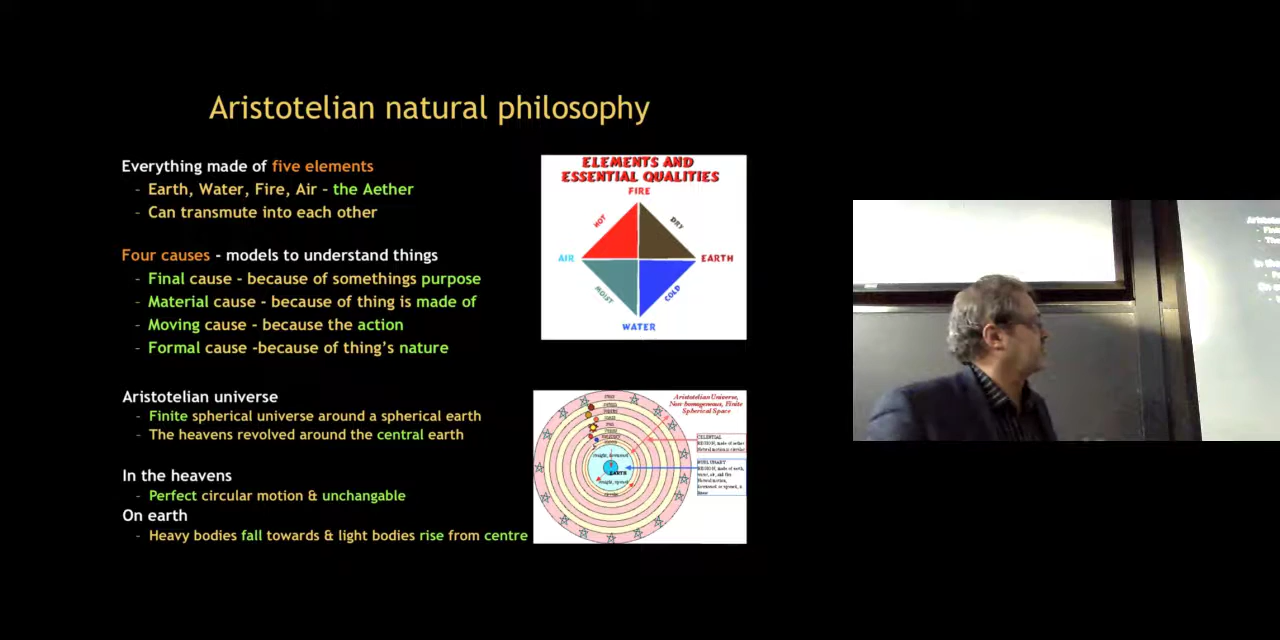 Aristotelian natural philosophy
Everything made of five elements
- Earth, Water, Fire, Air - the Aether
- Can transmute into each other
Four causes - models to understand things
- Final cause - because of somethings purpose
- Material cause - because of thing is made of
- Moving cause - because the action
- Formal cause -because of thing's nature
Aristotelian universe
- Finite spherical universe around a spherical earth
- The heavens revolved around the central earth
In the heavens
- Perfect circular motion & unchangable
On earth
- Heavy bodies fall towards & light bodies rise from centre
ELEMENTS AND
ESSENTIAL QUALITIES
FIRE
HOT
DRY
AIR
EARTH
MOIST
COLD
WATER
Aristotelian Universe,
Non-homogeneous, Finite
Spherical Space
EARTH